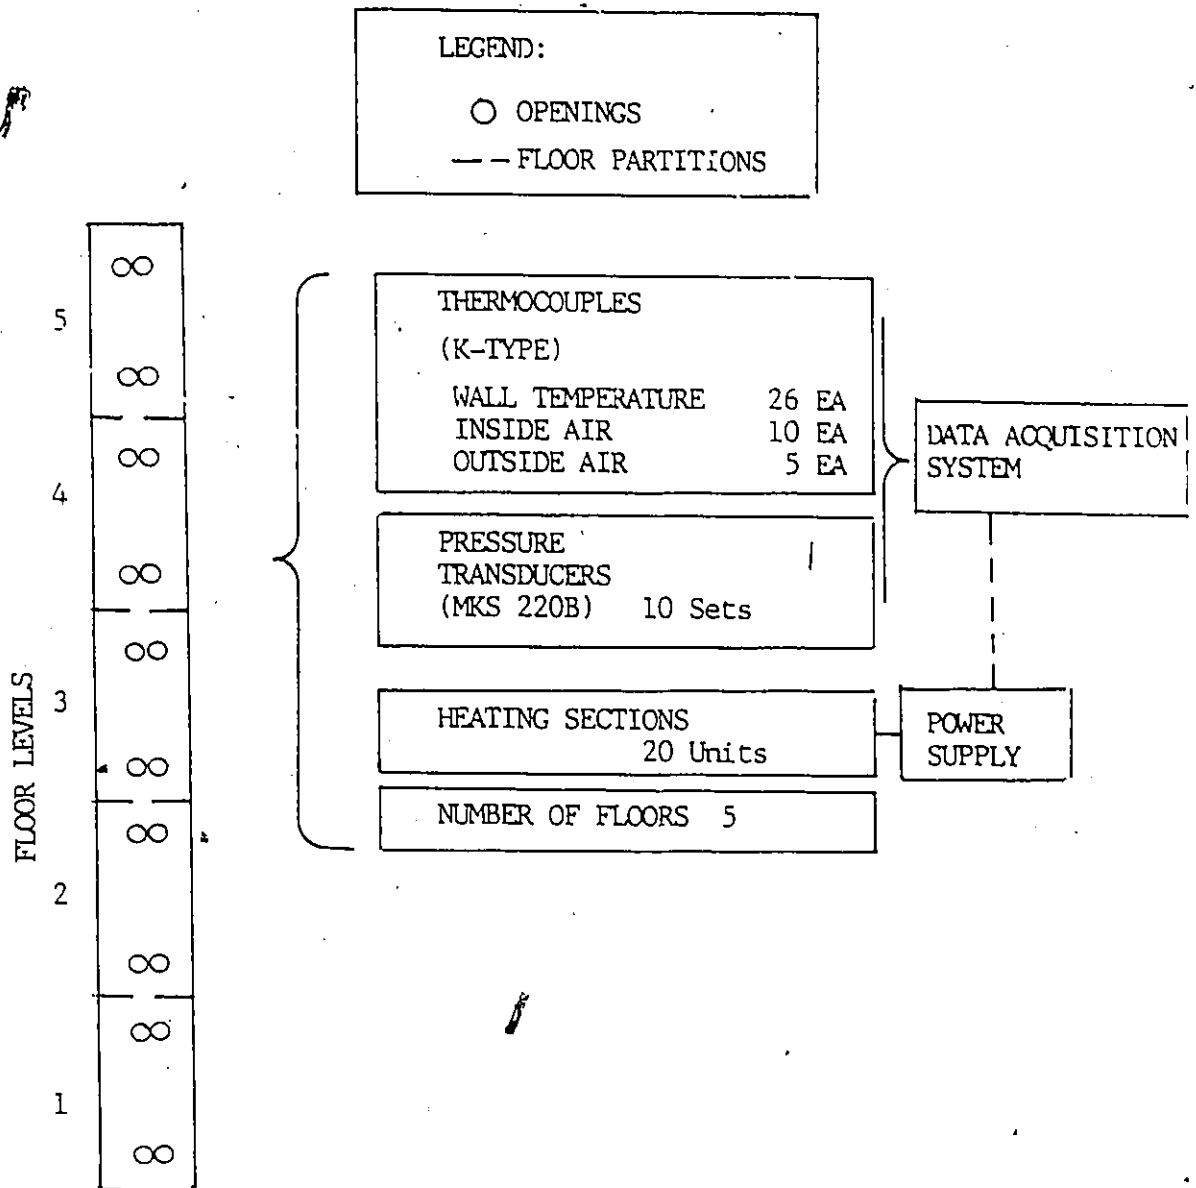 LEGEND:
OPENINGS
FLOOR PARTITIONS
FLOOR LEVELS
5
4
3
2
1
THERMOCOUPLES
(K-TYPE)
WALL TEMPERATURE 26 EA
INSIDE AIR 10 EA
OUTSIDE AIR 5 EA
PRESSURE
TRANSDUCERS
(MKS 220B) 10 Sets
HEATING SECTIONS
20 Units
NUMBER OF FLOORS 5
DATA ACQUISITION
SYSTEM
POWER
SUPPLY